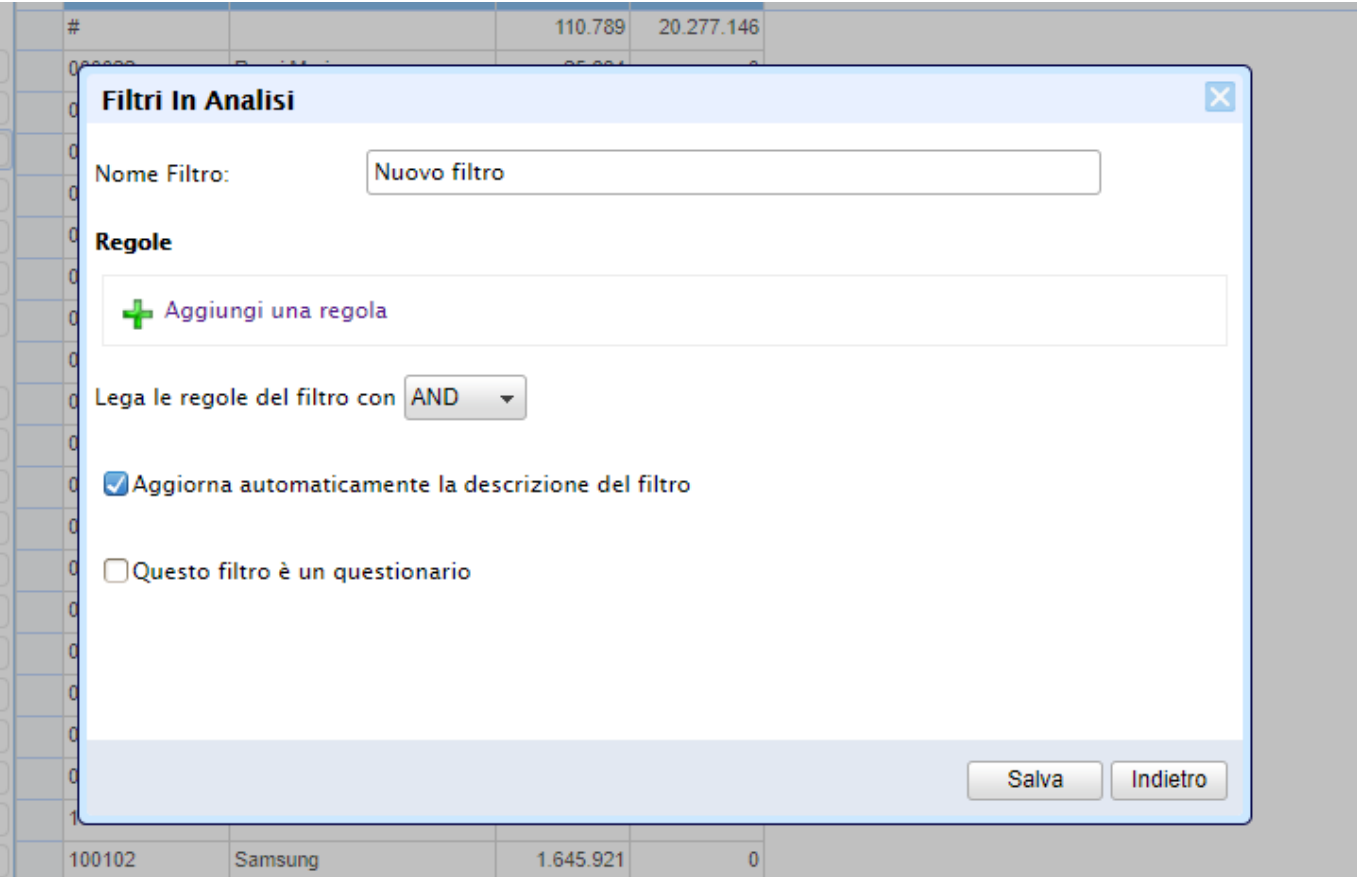 # 110.789 20.277.146
Filtri In Analisi
Nome Filtro: Nuovo filtro
Regole
Aggiungi una regola
Lega le regole del filtro con AND
Aggiorna automaticamente la descrizione del filtro
Questo filtro è un questionario
Salva Indietro
100102 Samsung 1.645.921 0